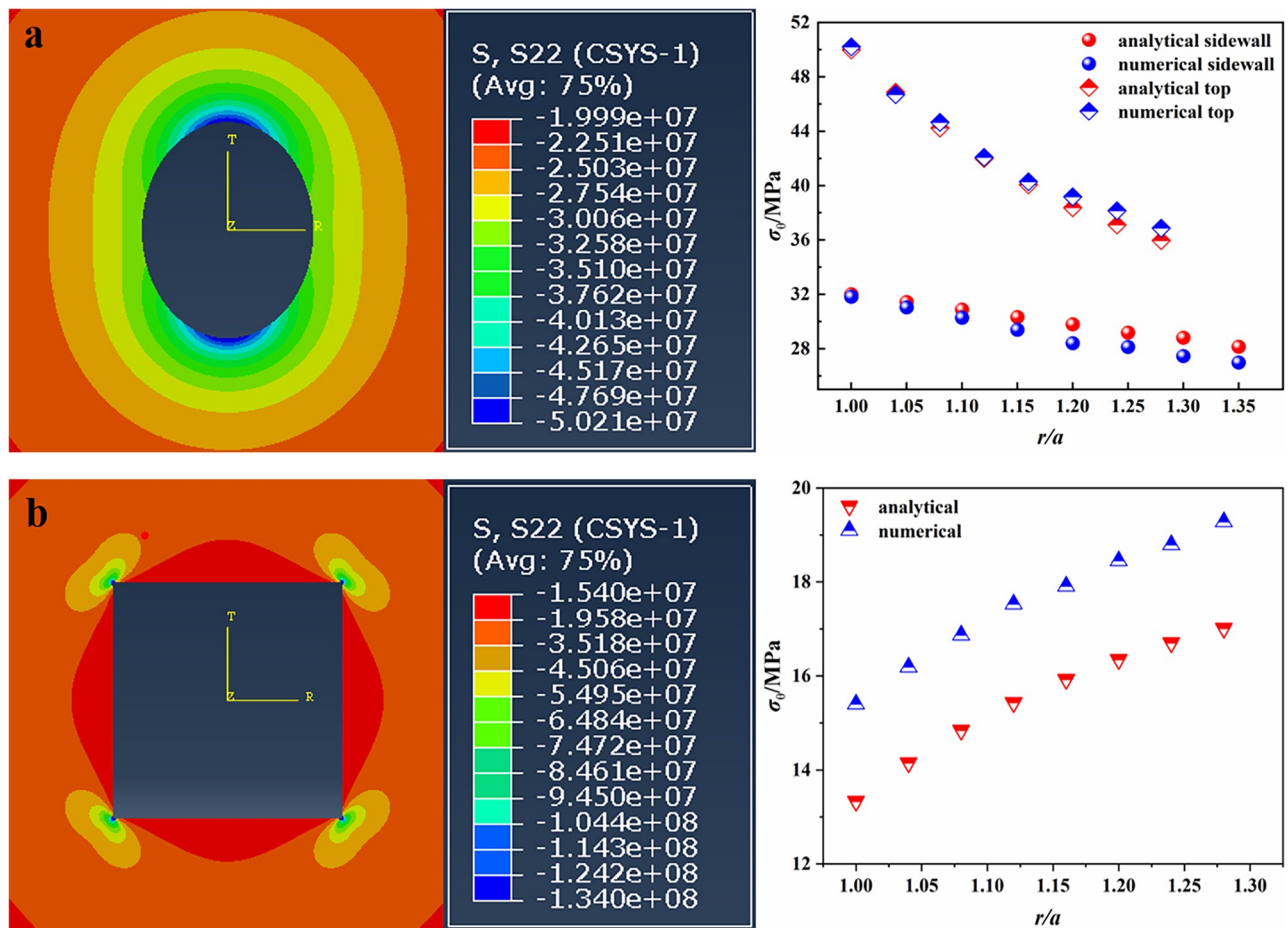 a
T
Z
R
S, S22 (CSYS-1)
(Avg: 75%)
-1.999e+07
-2.251e+07
-2.503e+07
-2.754e+07
-3.006e+07
-3.258e+07
-3.510e+07
-3.762e+07
-4.013e+07
-4.265e+07
-4.517e+07
-4.769e+07
-5.021e+07
52
48
44
40
36
32
28
σθ/MPa
analytical sidewall
numerical sidewall
analytical top
numerical top
1.00 1.05 1.10 1.15 1.20 1.25 1.30 1.35
r/a
b
T
Z
R
S, S22 (CSYS-1)
(Avg: 75%)
-1.540e+07
-1.958e+07
-3.518e+07
-4.506e+07
-5.495e+07
-6.484e+07
-7.472e+07
-8.461e+07
-9.450e+07
-1.044e+08
-1.143e+08
-1.242e+08
-1.340e+08
20
18
16
14
12
σθ/MPa
analytical
numerical
1.00 1.05 1.10 1.15 1.20 1.25 1.30
r/a